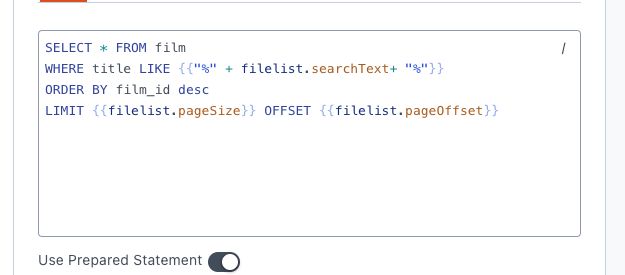 SELECT * FROM film
/
WHERE title LIKE {{"%" + filelist.searchText+ "%"}}
ORDER BY film_id desc
LIMIT {{filelist.pageSize}} OFFSET {{filelist.pageOffset}}
Use Prepared Statement